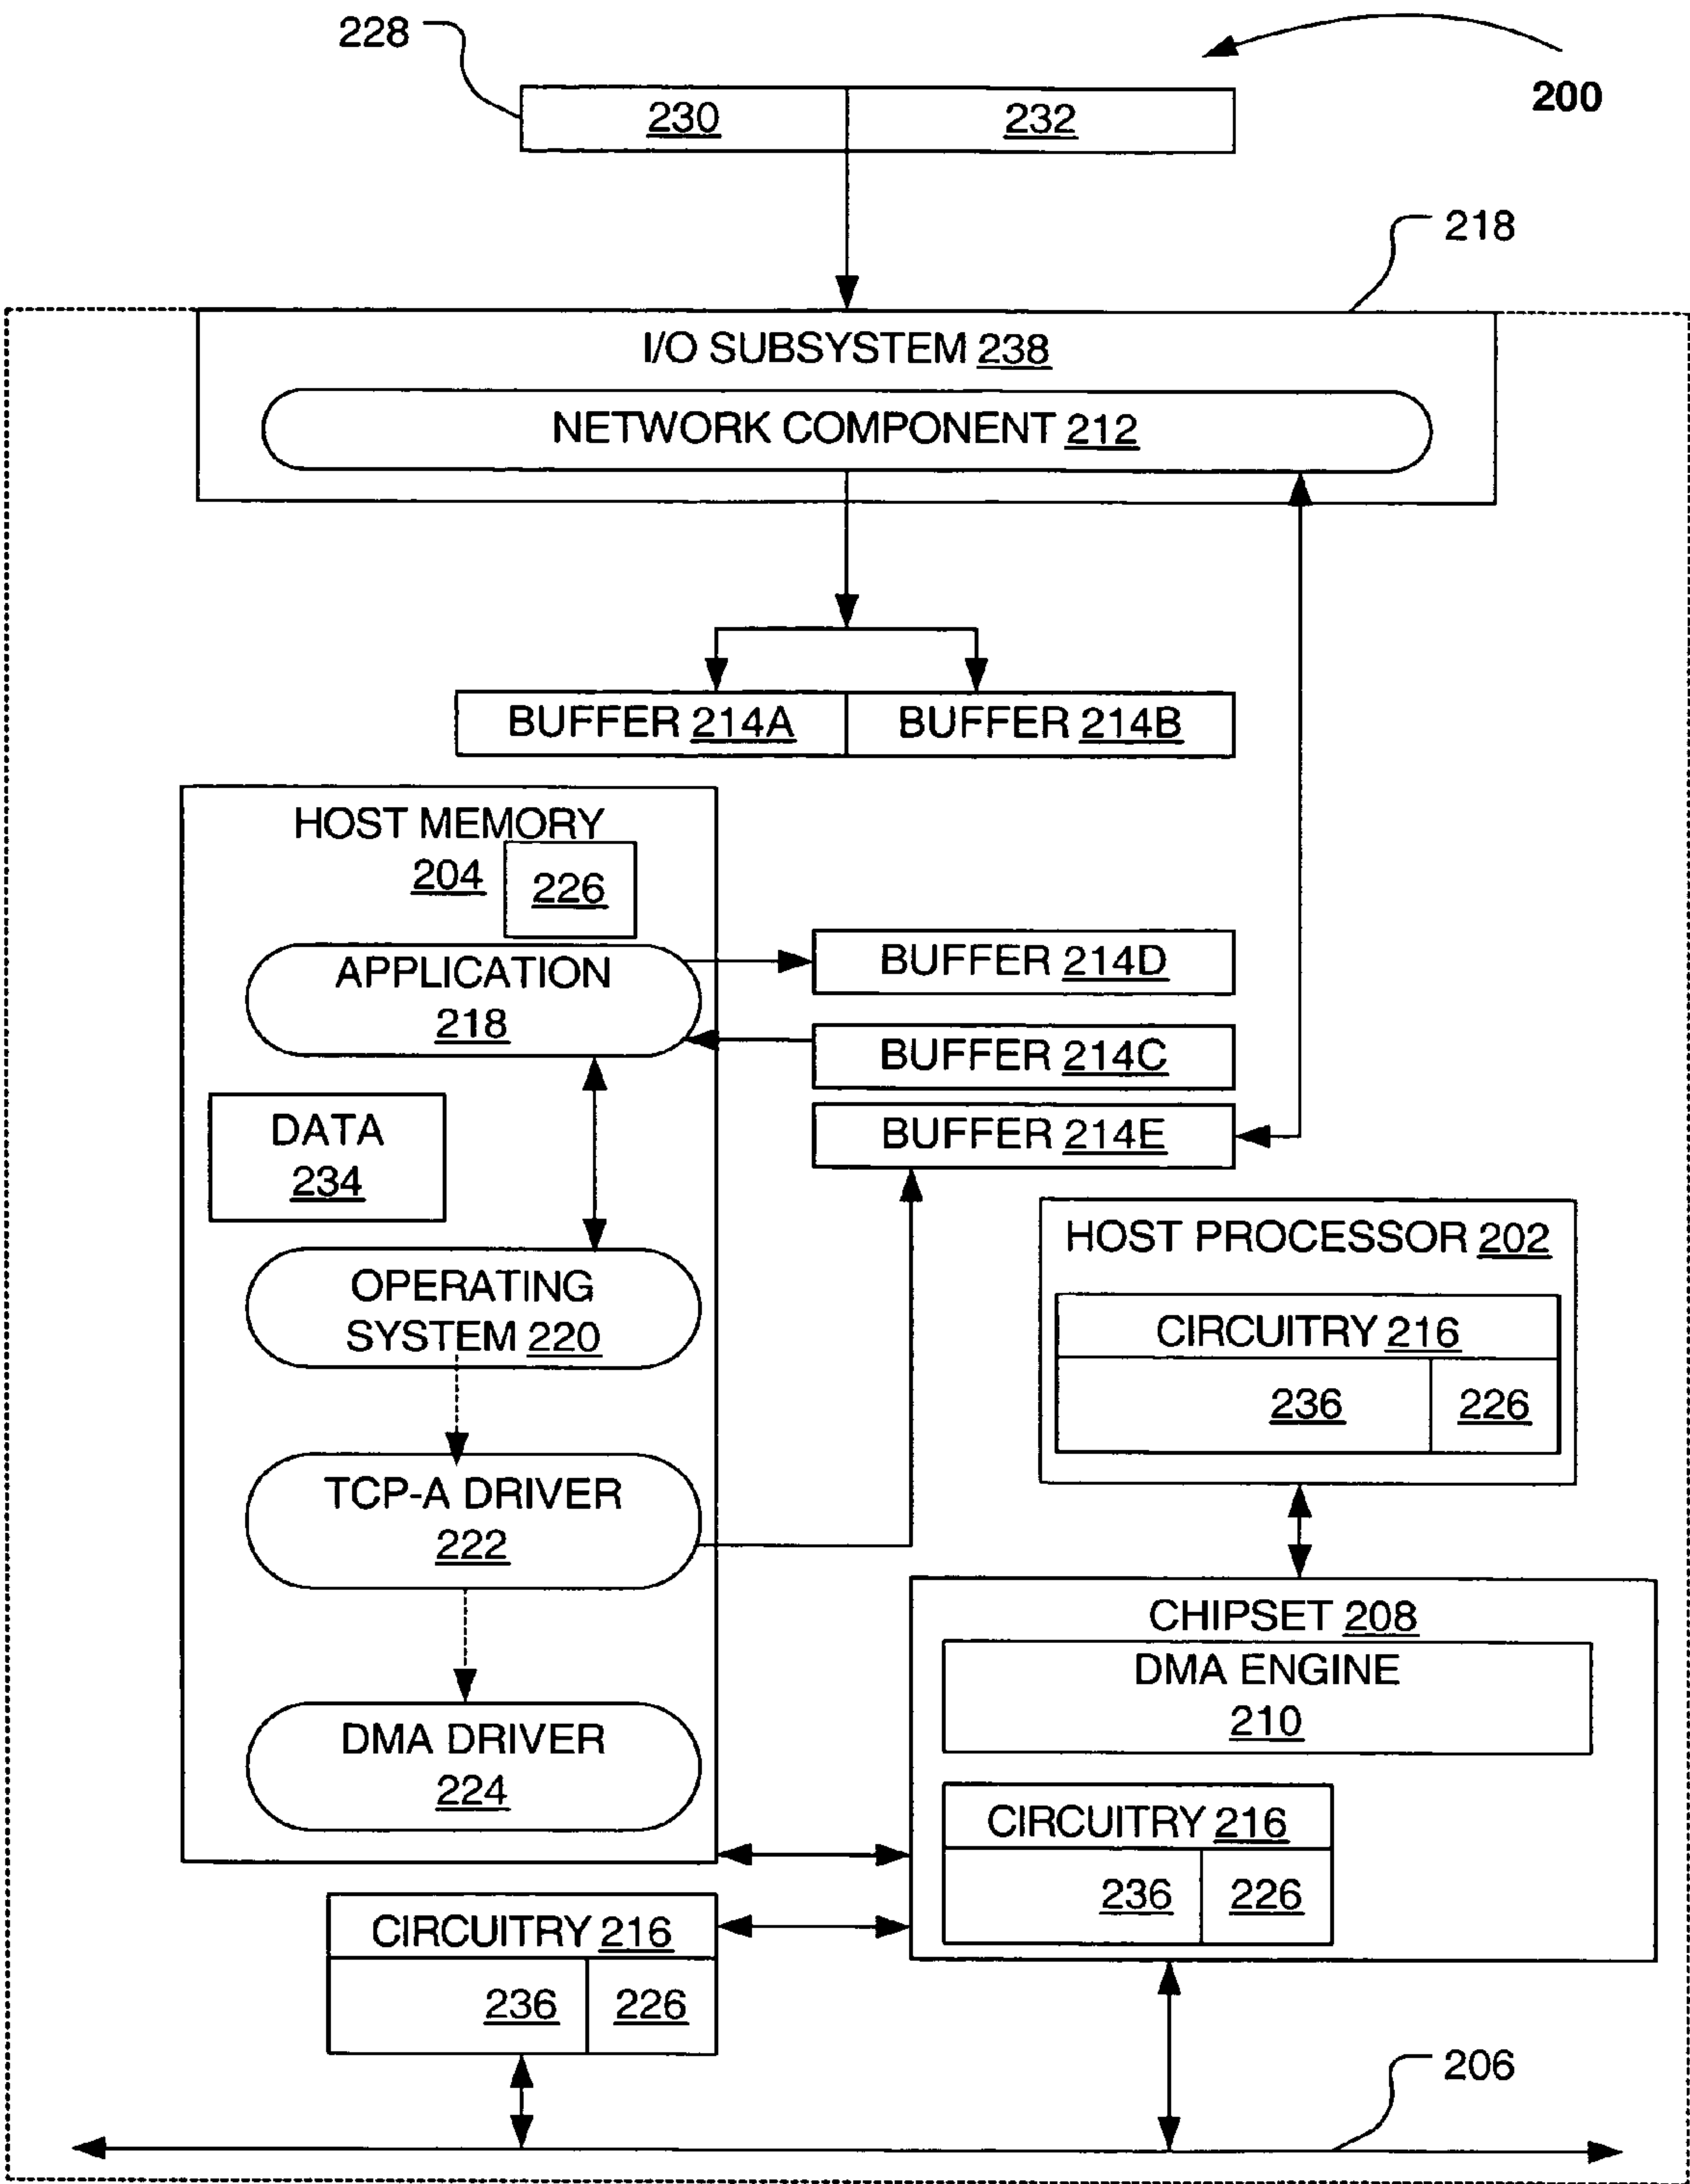 228
200
230 232
218
I/O SUBSYSTEM 238
NETWORK COMPONENT 212
BUFFER 214A BUFFER 214B
HOST MEMORY
204 226
APPLICATION
218
BUFFER 214D
BUFFER 214C
BUFFER 214E
DATA
234
OPERATING
SYSTEM 220
HOST PROCESSOR 202
CIRCUITRY 216
236 226
TCP-A DRIVER
222
CHIPSET 208
DMA ENGINE
210
DMA DRIVER
224
CIRCUITRY 216
236 226
CIRCUITRY 216
236 226
206